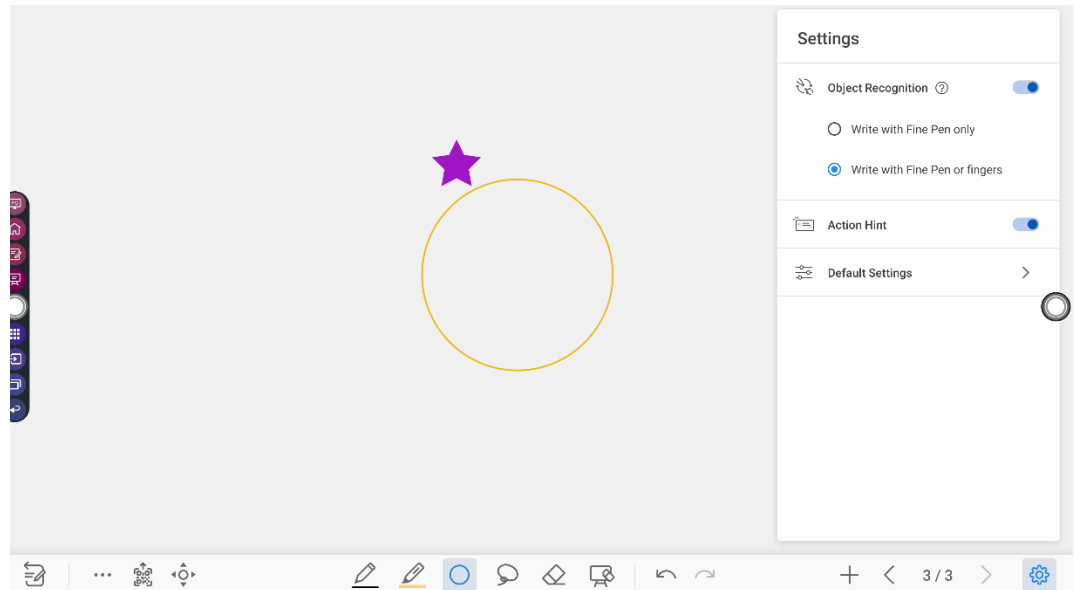 Settings
Object Recognition ?
Write with Fine Pen only
Write with Fine Pen or fingers
Action Hint
Default Settings
3 / 3